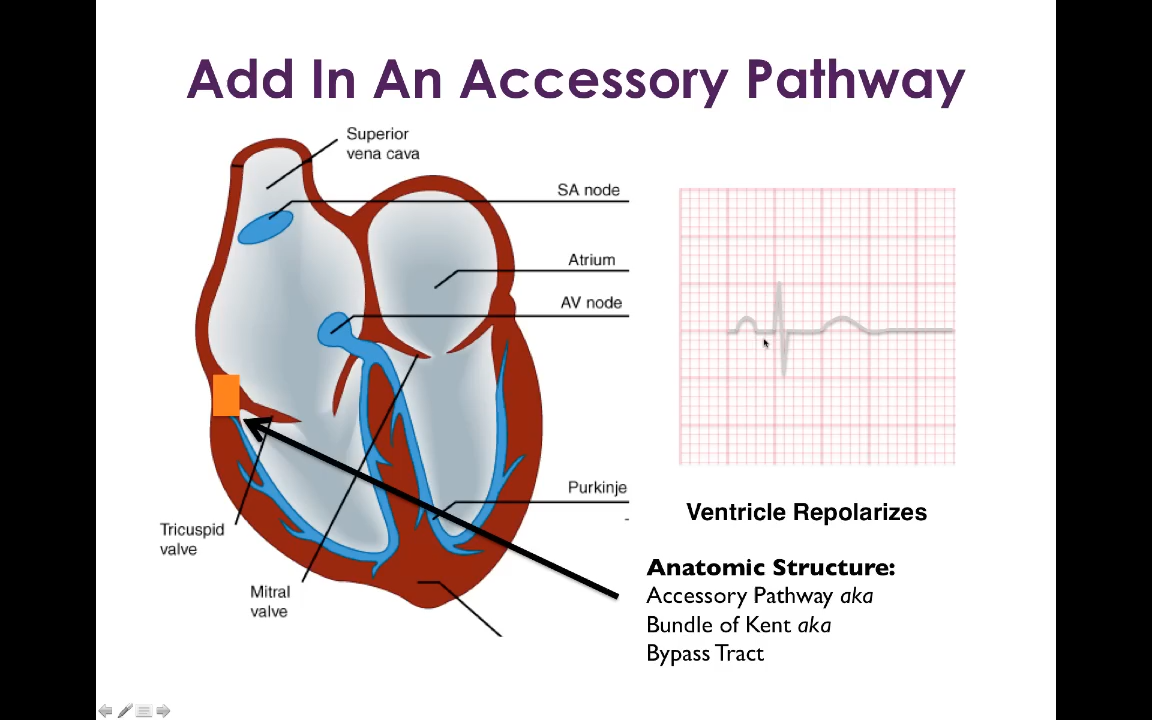 Add In An Accessory Pathway
Superior
vena cava
SA node
Atrium
AV node
Purkinje
Tricuspid
valve
Mitral
valve
Ventricle Repolarizes
Anatomic Structure:
Accessory Pathway aka
Bundle of Kent aka
Bypass Tract